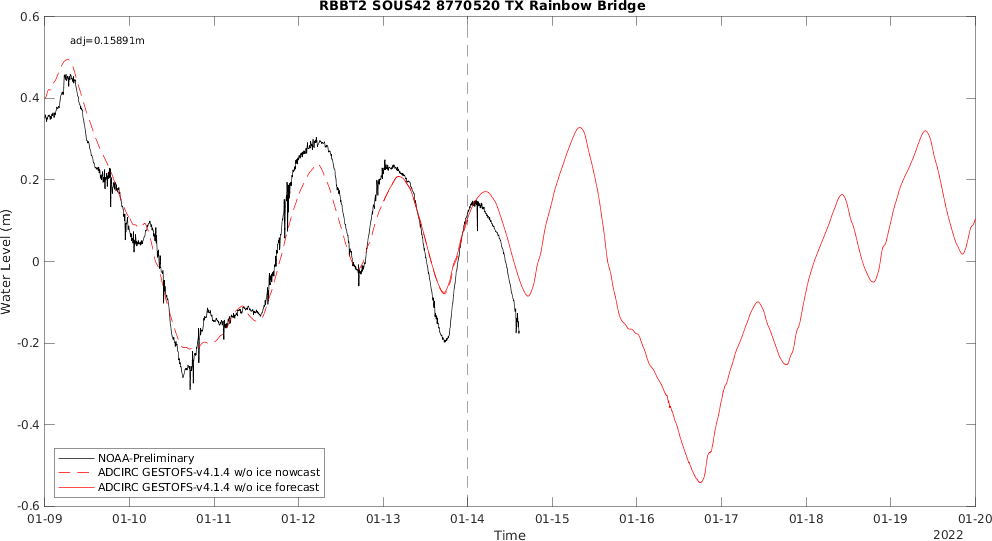 RBBT2 SOUS42 8770520 TX Rainbow Bridge
adj=0.15891m
0.6
0.4
0.2
0
-0.2
-0.4
-0.6
Water Level (m)
NOAA-Preliminary
ADCIRC GESTOFS-v4.1.4 w/o ice nowcast
ADCIRC GESTOFS-v4.1.4 w/o ice forecast
01-09 01-10 01-11 01-12 01-13 01-14 01-15 01-16 01-17 01-18 01-19 01-20
Time
2022